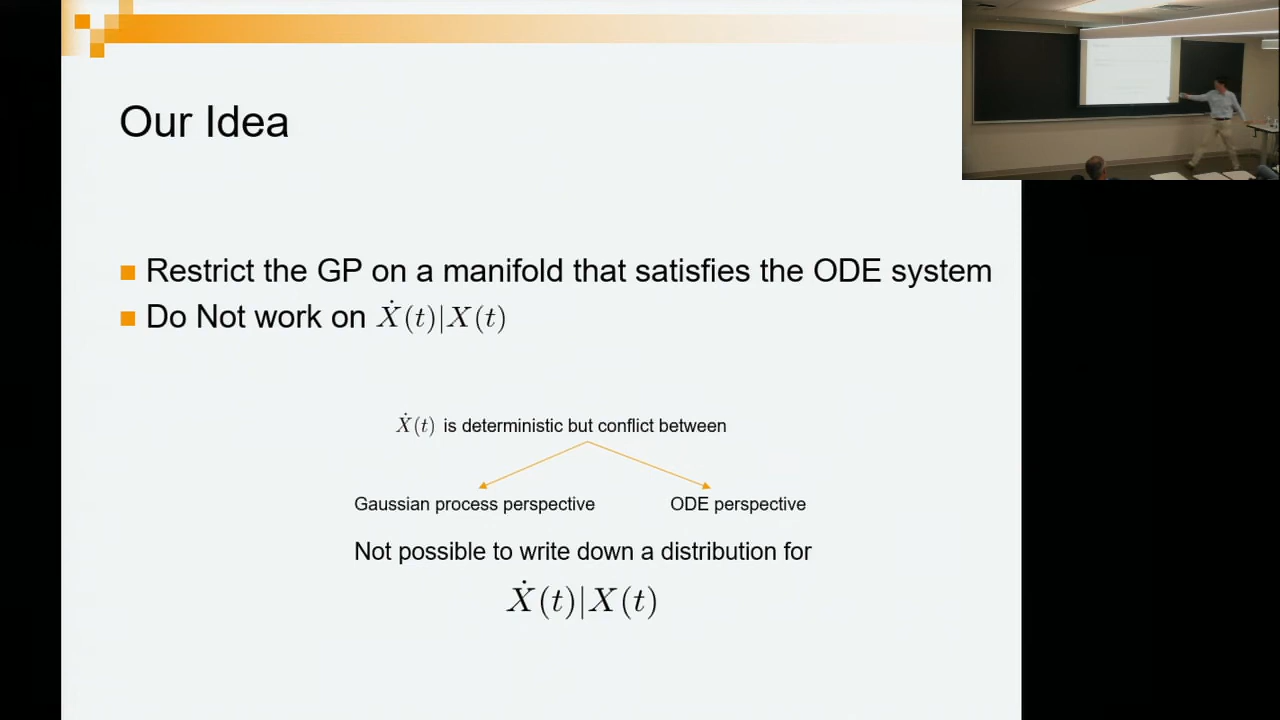 Our Idea
Restrict the GP on a manifold that satisfies the ODE system
Do Not work on Ẋ(t)|X(t)
Ẋ(t) is deterministic but conflict between
Gaussian process perspective ODE perspective
Not possible to write down a distribution for
Ẋ(t)|X(t)